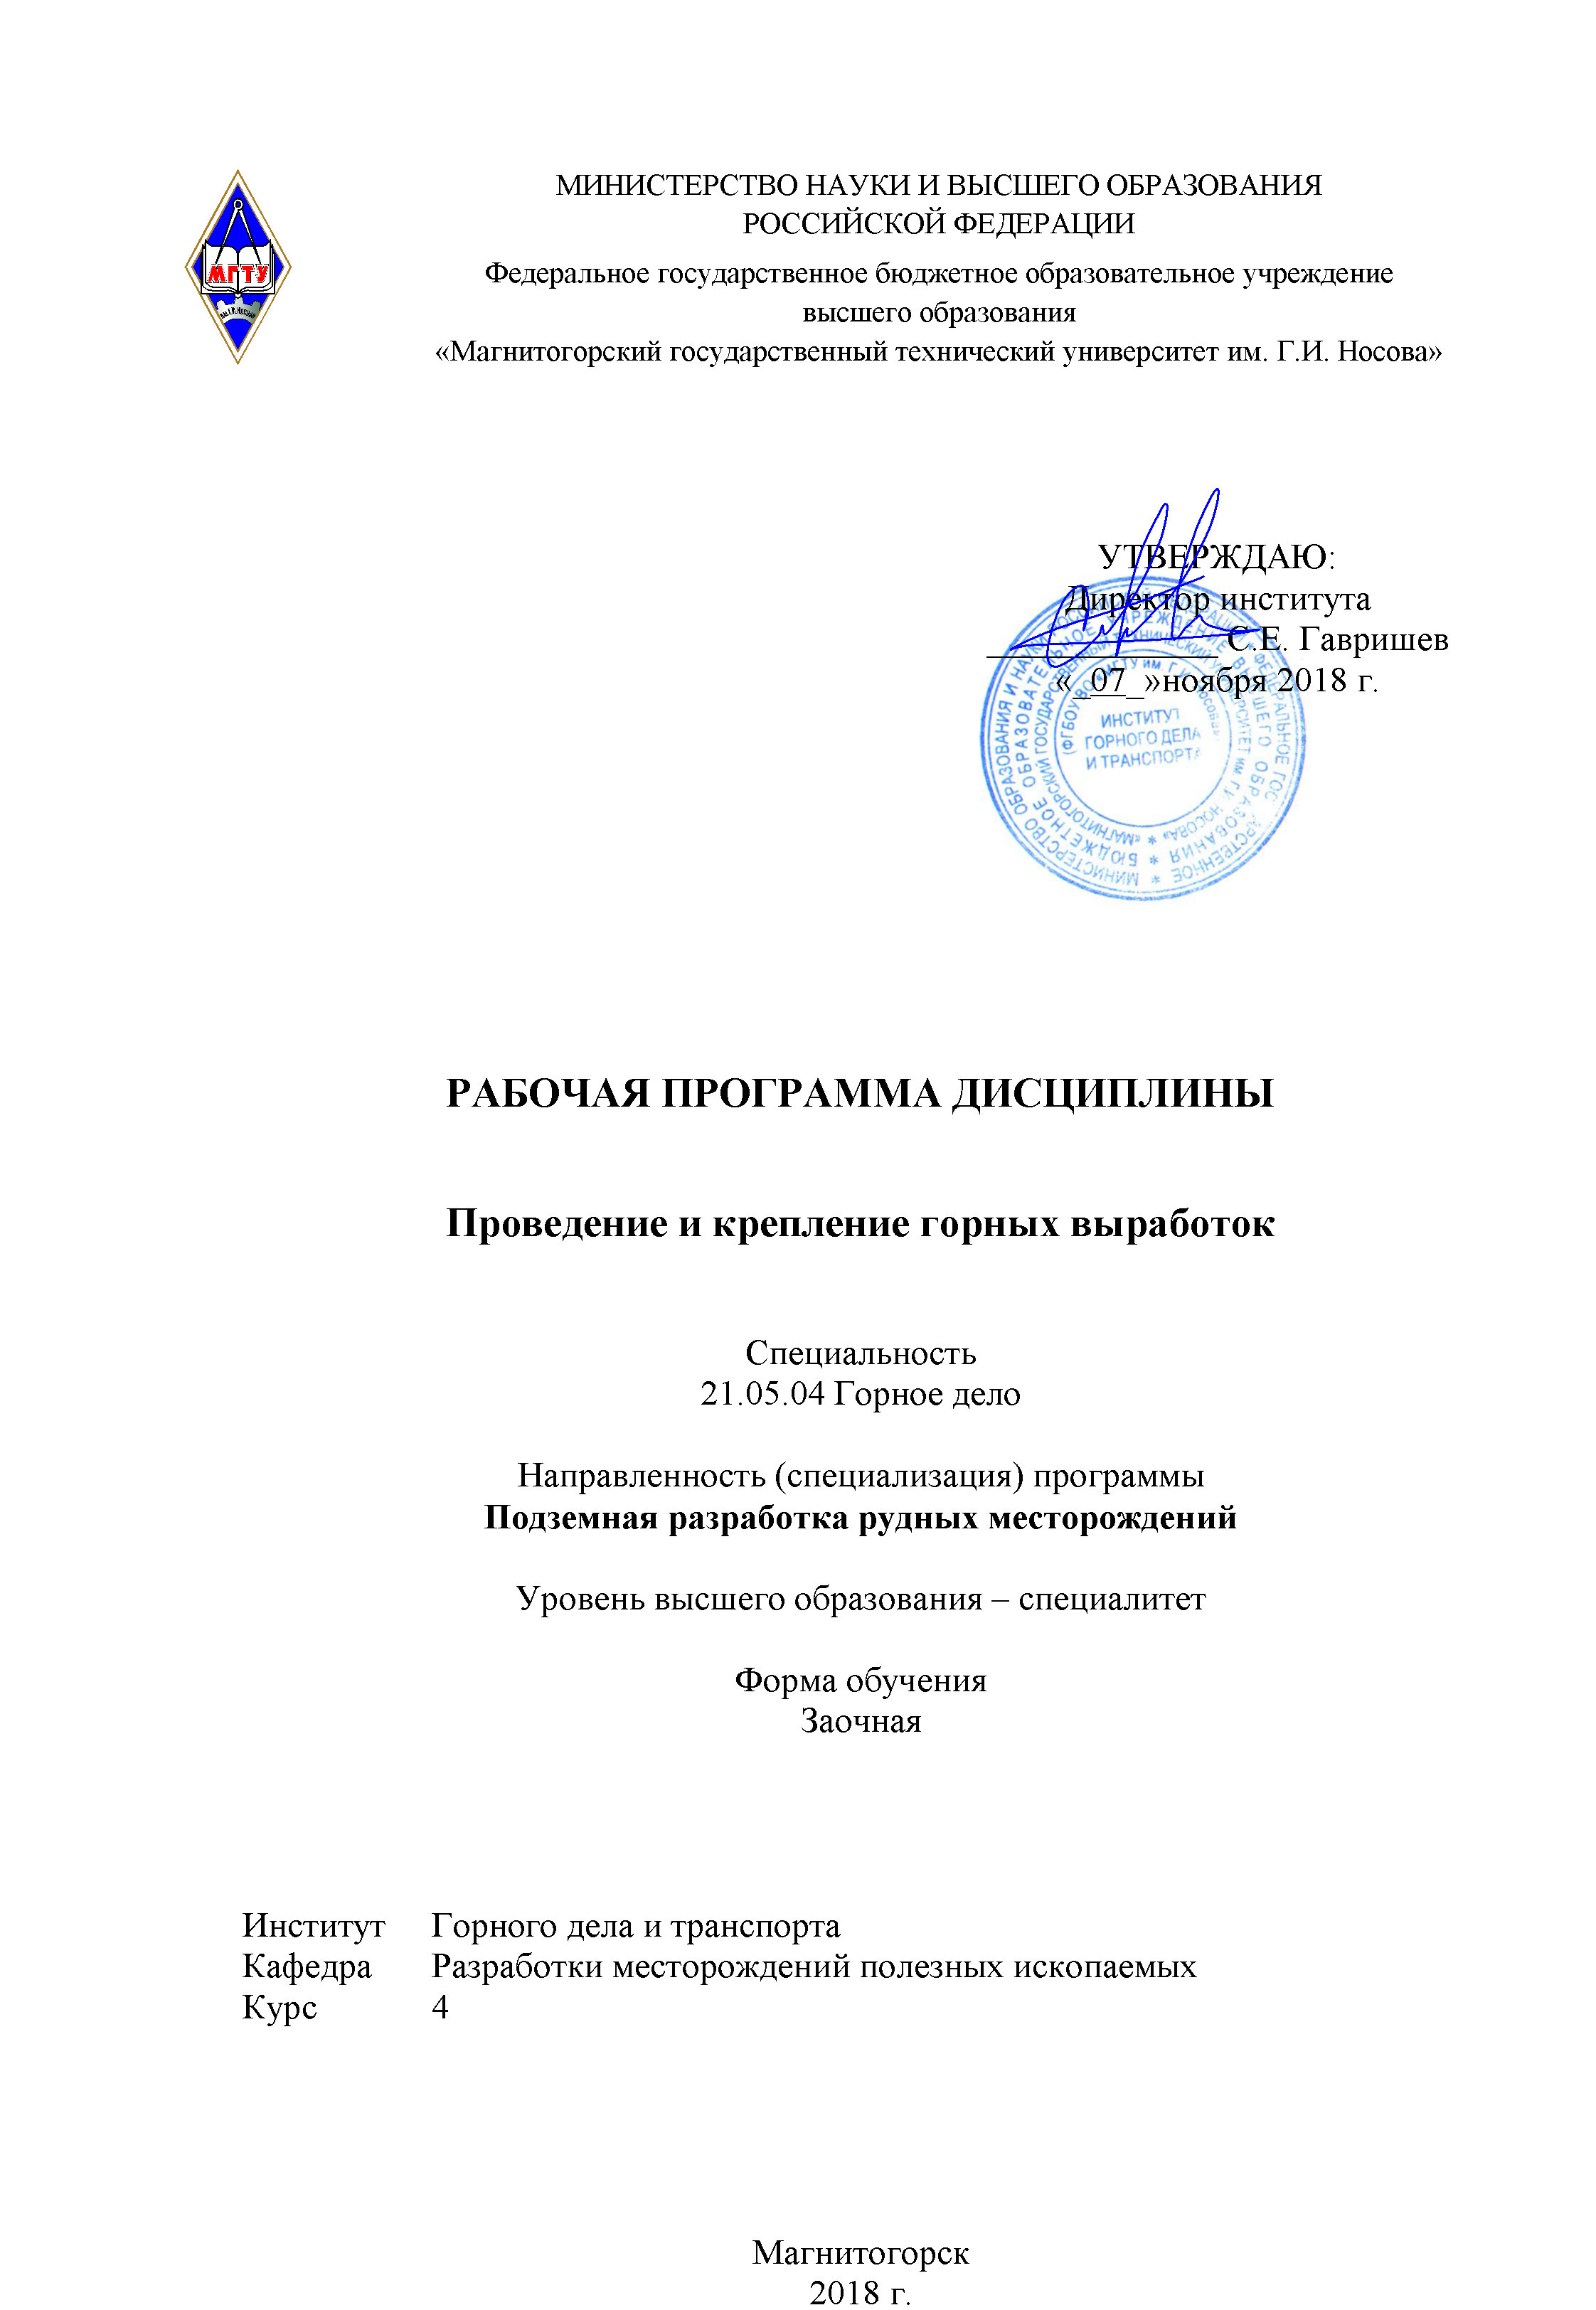 МИНИСТЕРСТВО НАУКИ И ВЫСШЕГО ОБРАЗОВАНИЯ
РОССИЙСКОЙ ФЕДЕРАЦИИ
Федеральное государственное бюджетное образовательное учреждение
высшего образования
«Магнитогорский государственный технический университет им. Г.И. Носова»
МГТУ
УТВЕРЖДАЮ:
Директор института
_____________ С.Е. Гавришев
«_07_»ноября 2018 г.
ИНСТИТУТ
ГОРНОГО ДЕЛА
И ТРАНСПОРТА
РАБОЧАЯ ПРОГРАММА ДИСЦИПЛИНЫ
Проведение и крепление горных выработок
Специальность
21.05.04 Горное дело
Направленность (специализация) программы
Подземная разработка рудных месторождений
Уровень высшего образования – специалитет
Форма обучения
Заочная
Институт Горного дела и транспорта
Кафедра Разработки месторождений полезных ископаемых
Курс 4
Магнитогорск
2018 г.